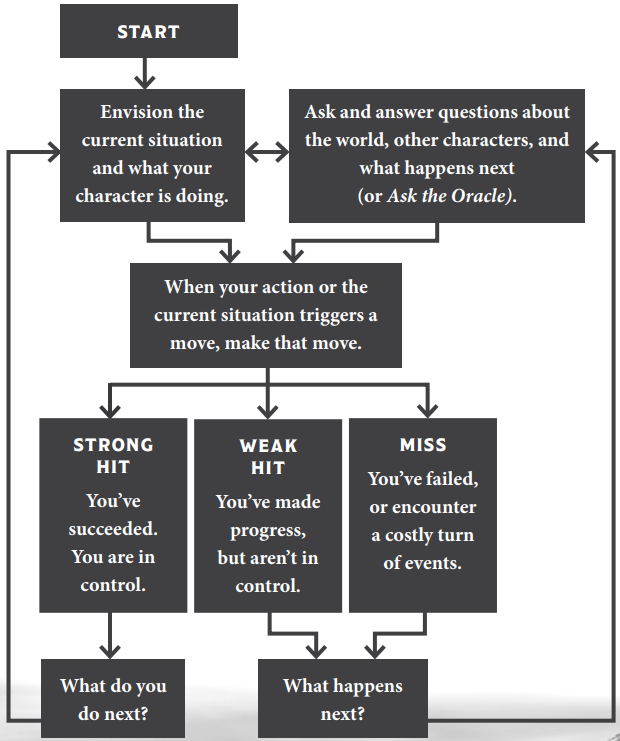 START
Envision the
current situation
and what your
character is doing.
Ask and answer questions about
the world, other characters, and
what happens next
(or Ask the Oracle).
When your action or the
current situation triggers a
move, make that move.
STRONG
HIT
You’ve
succeeded.
You are in
control.
WEAK
HIT
You’ve made
progress,
but aren’t in
control.
MISS
You’ve failed,
or encounter
a costly turn
of events.
What do you
do next?
What happens
next?